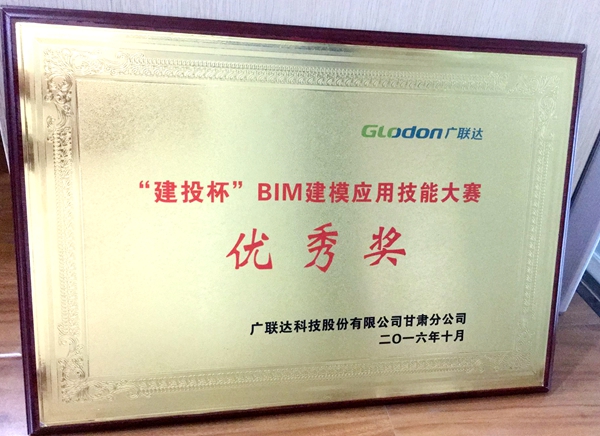 GLodon广联达
“建投杯”BIM建模应用技能大赛
优秀奖
广联达科技股份有限公司甘肃分公司
二〇一六年十月